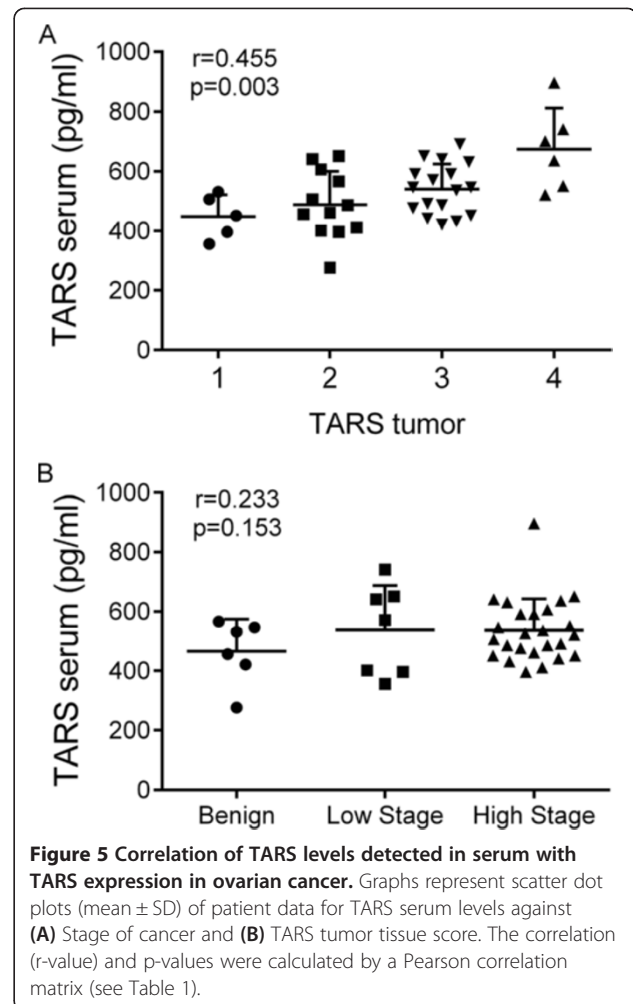 A
r=0.455
p=0.003
TARS serum (pg/ml)
1000
800
600
400
200
0
1 2 3 4
TARS tumor
B
r=0.233
p=0.153
TARS serum (pg/ml)
1000
800
600
400
200
0
Benign Low Stage High Stage
Figure 5 Correlation of TARS levels detected in serum with
TARS expression in ovarian cancer. Graphs represent scatter dot
plots (mean ± SD) of patient data for TARS serum levels against
(A) Stage of cancer and (B) TARS tumor tissue score. The correlation
(r-value) and p-values were calculated by a Pearson correlation
matrix (see Table 1).